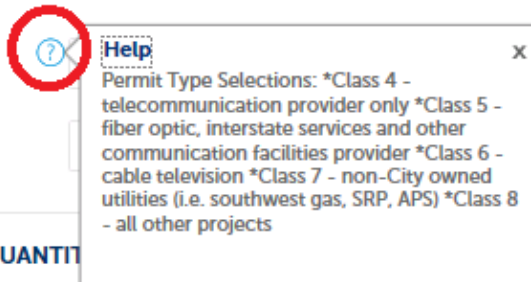 ?
Help
x
Permit Type Selections: *Class 4 -
telecommunication provider only *Class 5 -
fiber optic, interstate services and other
communication facilities provider *Class 6 -
cable television *Class 7 - non-City owned
utilities (i.e. southwest gas, SRP, APS) *Class 8
- all other projects
UANTIT